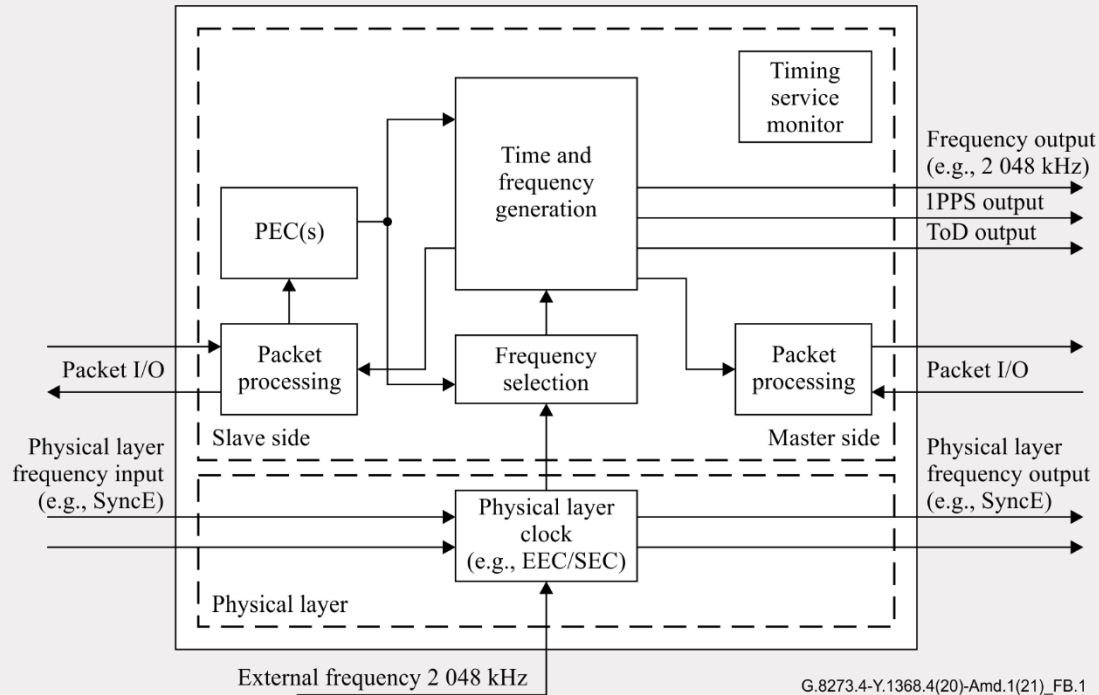 Timing
service
monitor
Time and
frequency
generation
Frequency output
(e.g., 2 048 kHz)
1PPS output
ToD output
PEC(s)
Packet I/O
Packet
processing
Frequency
selection
Packet
processing
Packet I/O
Slave side
Master side
Physical layer
frequency input
(e.g., SyncE)
Physical layer
clock
(e.g., EEC/SEC)
Physical layer
frequency output
(e.g., SyncE)
Physical layer
External frequency 2 048 kHz
G.8273.4-Y.1368.4(20)-Amd.1(21)_FB.1